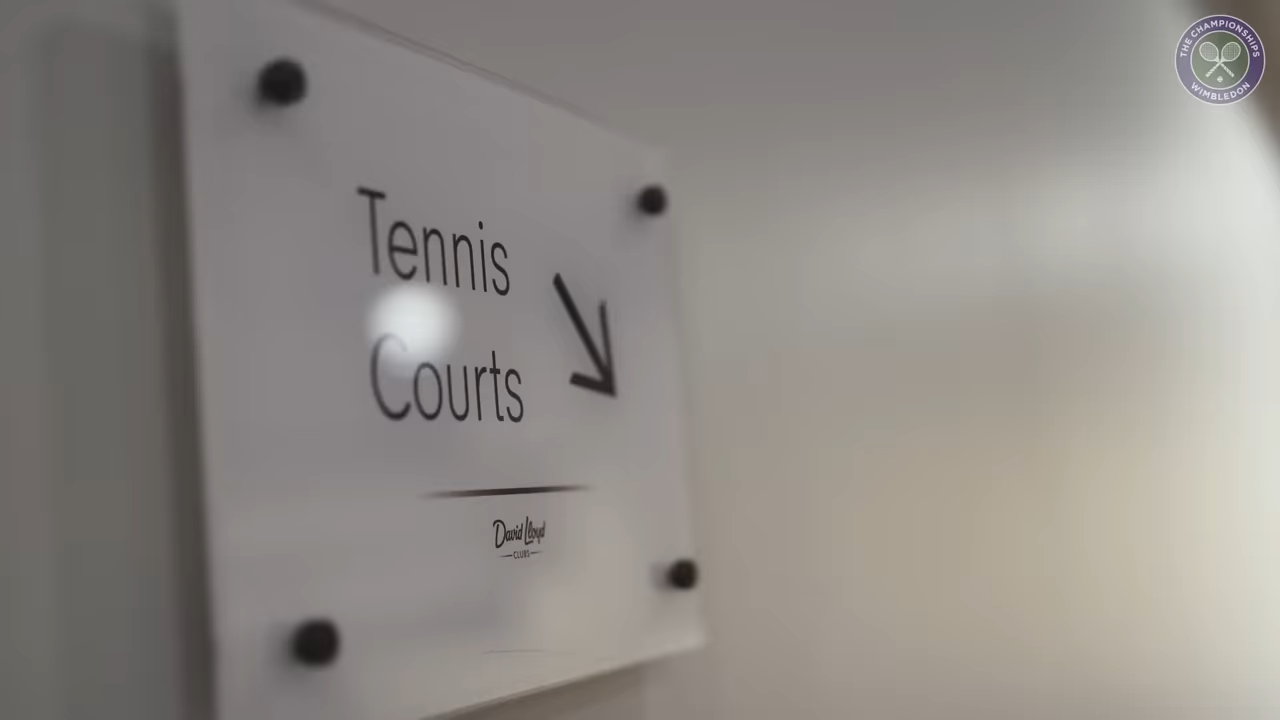 THE CHAMPIONSHIPS
WIMBLEDON
Tennis
Courts
David Lloyd
CLUBS